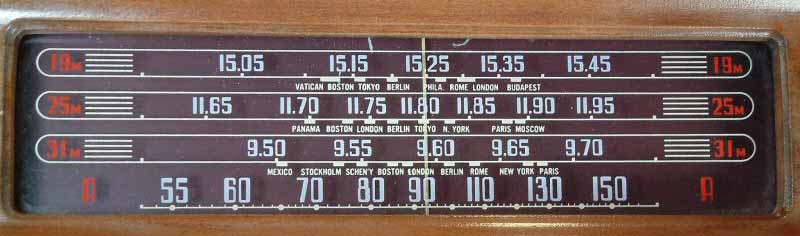 19M 15.05 15.15 15.25 15.35 15.45 19M
VATICAN BOSTON TOKYO BERLIN PHILA. ROME LONDON BUDAPEST
25M 11.65 11.70 11.75 11.80 11.85 11.90 11.95 25M
PANAMA BOSTON LONDON BERLIN TOKYO N. YORK PARIS MOSCOW
31M 9.50 9.55 9.60 9.65 9.70 31M
MEXICO STOCKHOLM SCHEN'Y BOSTON LONDON BERLIN ROME NEW YORK PARIS
A 55 60 70 80 90 110 130 150 A